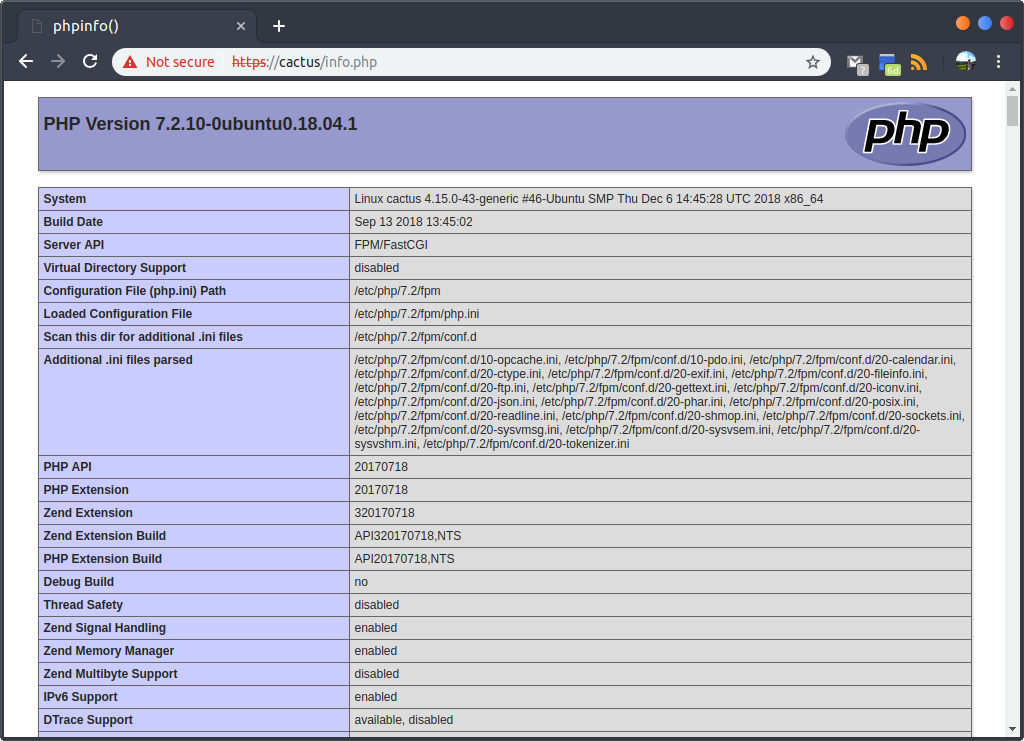 phpinfo()
Not secure https://cactus/info.php
?
6d
PHP Version 7.2.10-0ubuntu0.18.04.1
php
System Linux cactus 4.15.0-43-generic #46-Ubuntu SMP Thu Dec 6 14:45:28 UTC 2018 x86_64
Build Date Sep 13 2018 13:45:02
Server API FPM/FastCGI
Virtual Directory Support disabled
Configuration File (php.ini) Path /etc/php/7.2/fpm
Loaded Configuration File /etc/php/7.2/fpm/php.ini
Scan this dir for additional .ini files /etc/php/7.2/fpm/conf.d
Additional .ini files parsed /etc/php/7.2/fpm/conf.d/10-opcache.ini, /etc/php/7.2/fpm/conf.d/10-pdo.ini, /etc/php/7.2/fpm/conf.d/20-calendar.ini,
/etc/php/7.2/fpm/conf.d/20-ctype.ini, /etc/php/7.2/fpm/conf.d/20-exif.ini, /etc/php/7.2/fpm/conf.d/20-fileinfo.ini,
/etc/php/7.2/fpm/conf.d/20-ftp.ini, /etc/php/7.2/fpm/conf.d/20-gettext.ini, /etc/php/7.2/fpm/conf.d/20-iconv.ini,
/etc/php/7.2/fpm/conf.d/20-json.ini, /etc/php/7.2/fpm/conf.d/20-phar.ini, /etc/php/7.2/fpm/conf.d/20-posix.ini,
/etc/php/7.2/fpm/conf.d/20-readline.ini, /etc/php/7.2/fpm/conf.d/20-shmop.ini, /etc/php/7.2/fpm/conf.d/20-sockets.ini,
/etc/php/7.2/fpm/conf.d/20-sysvmsg.ini, /etc/php/7.2/fpm/conf.d/20-sysvsem.ini, /etc/php/7.2/fpm/conf.d/20-
sysvshm.ini, /etc/php/7.2/fpm/conf.d/20-tokenizer.ini
PHP API 20170718
PHP Extension 20170718
Zend Extension 320170718
Zend Extension Build API320170718,NTS
PHP Extension Build API20170718,NTS
Debug Build no
Thread Safety disabled
Zend Signal Handling enabled
Zend Memory Manager enabled
Zend Multibyte Support disabled
IPv6 Support enabled
DTrace Support available, disabled